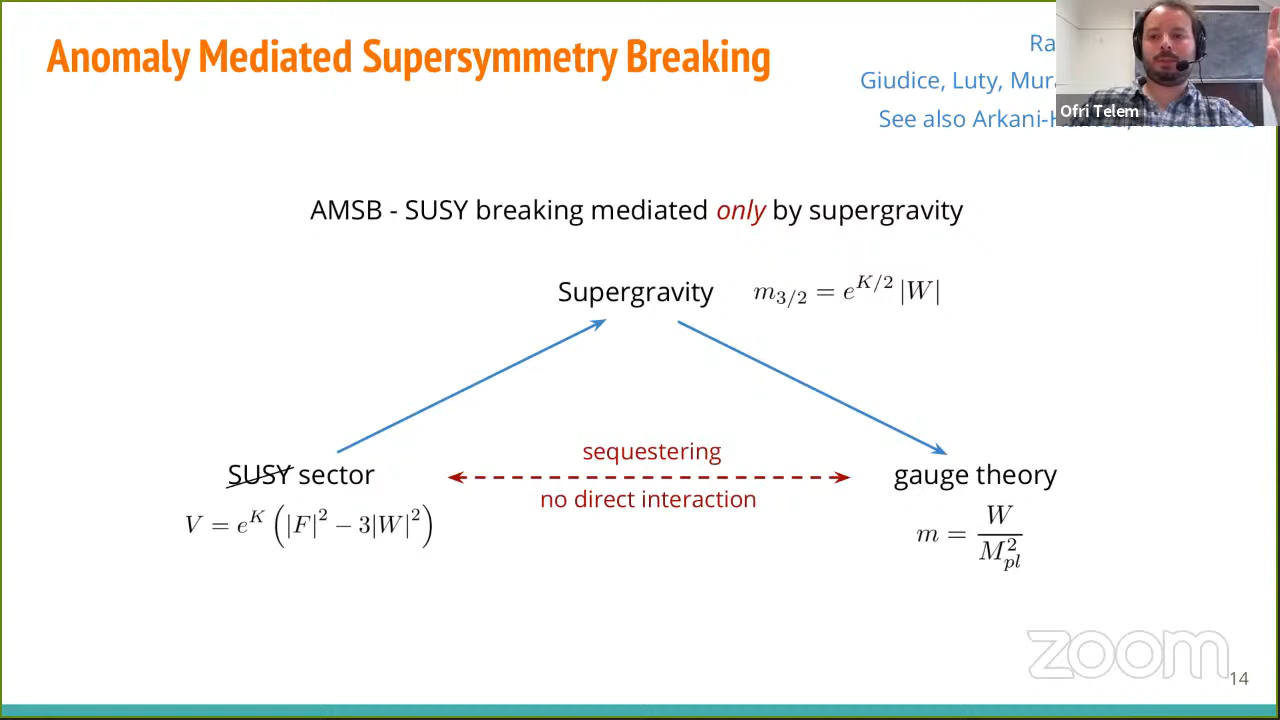 Anomaly Mediated Supersymmetry Breaking
Giudice, Luty,
See also Arkani-
Ofri Telem
AMSB - SUSY breaking mediated only by supergravity
Supergravity m_{3/2} = e^{K/2} |W|
sequestering
SUSY sector
gauge theory
no direct interaction
V = e^K (|F|^2 − 3|W|^2)
m = W / M_{pl}^2
zoom
14